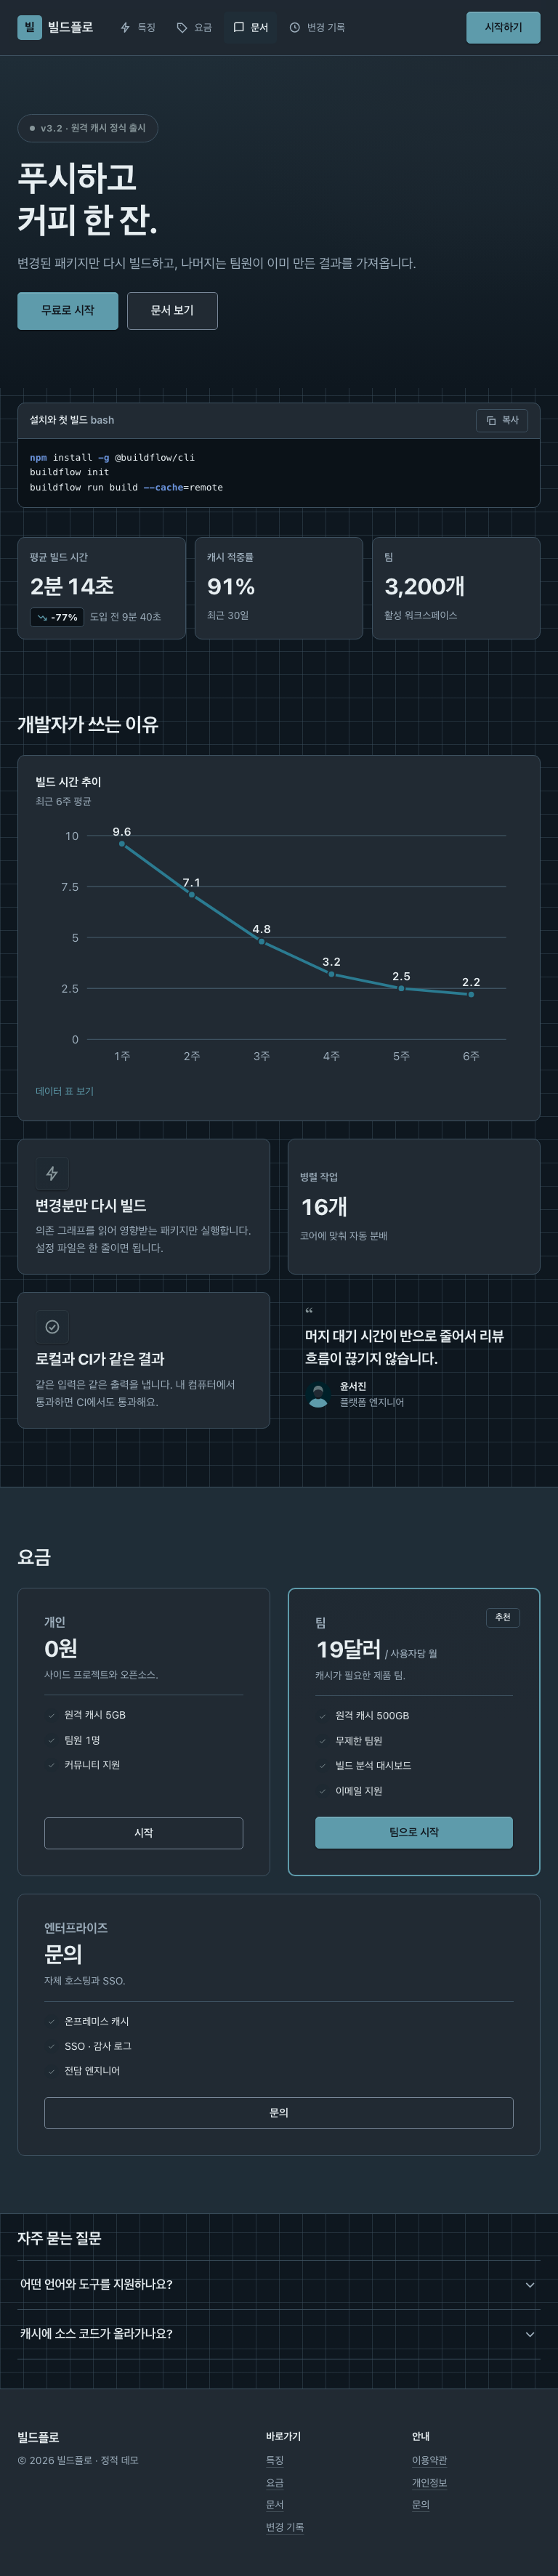 빌 빌드플로 특징 요금 문서 변경 기록 시작하기
v3.2 · 원격 캐시 정식 출시
푸시하고
커피 한 잔.
변경된 패키지만 다시 빌드하고, 나머지는 팀원이 이미 만든 결과를 가져옵니다.
무료로 시작 문서 보기
설치와 첫 빌드 bash 복사
npm install -g @buildflow/cli
buildflow init
buildflow run build --cache=remote
평균 빌드 시간
2분 14초
-77% 도입 전 9분 40초
캐시 적중률
91%
최근 30일
팀
3,200개
활성 워크스페이스
개발자가 쓰는 이유
빌드 시간 추이
최근 6주 평균
10
7.5
5
2.5
0
9.6
7.1
4.8
3.2
2.5
2.2
1주 2주 3주 4주 5주 6주
데이터 표 보기
변경분만 다시 빌드
의존 그래프를 읽어 영향받는 패키지만 실행합니다.
설정 파일은 한 줄이면 됩니다.
병렬 작업
16개
코어에 맞춰 자동 분배
로컬과 CI가 같은 결과
같은 입력은 같은 출력을 냅니다. 내 컴퓨터에서
통과하면 CI에서도 통과해요.
“
머지 대기 시간이 반으로 줄어서 리뷰
흐름이 끊기지 않습니다.
윤서진
플랫폼 엔지니어
요금
개인
0원
사이드 프로젝트와 오픈소스.
원격 캐시 5GB
팀원 1명
커뮤니티 지원
시작
팀 추천
19달러 / 사용자당 월
캐시가 필요한 제품 팀.
원격 캐시 500GB
무제한 팀원
빌드 분석 대시보드
이메일 지원
팀으로 시작
엔터프라이즈
문의
자체 호스팅과 SSO.
온프레미스 캐시
SSO · 감사 로그
전담 엔지니어
문의
자주 묻는 질문
어떤 언어와 도구를 지원하나요?
캐시에 소스 코드가 올라가나요?
빌드플로
© 2026 빌드플로 · 정적 데모
바로가기
특징
요금
문서
변경 기록
안내
이용약관
개인정보
문의